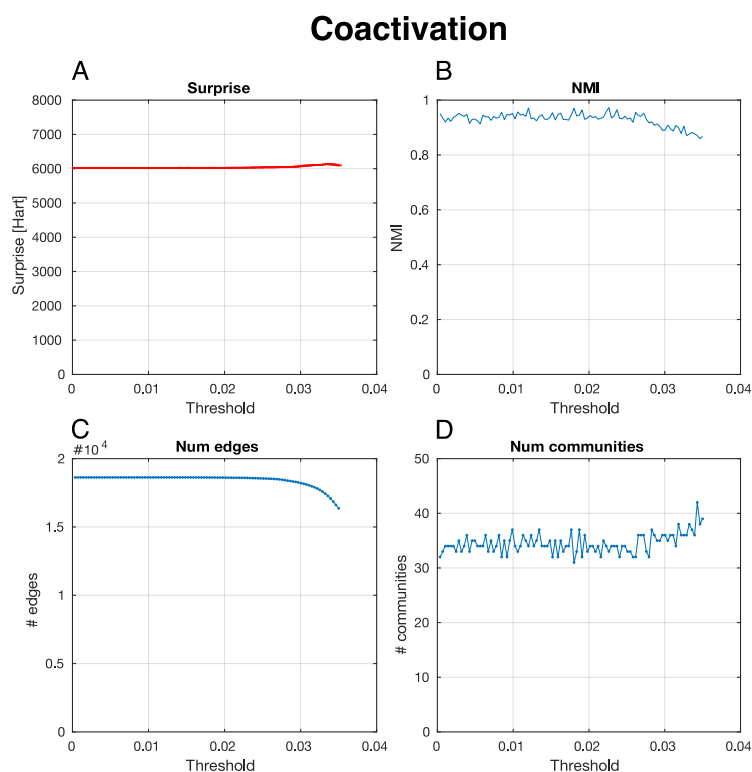 Coactivation
A
Surprise
8000
7000
6000
5000
4000
3000
2000
1000
0
Surprise [Hart]
0 0.01 0.02 0.03 0.04
Threshold
B
NMI
1
0.8
0.6
0.4
0.2
0
NMI
0 0.01 0.02 0.03 0.04
Threshold
C
#10^4
Num edges
2
1.5
1
0.5
0
# edges
0 0.01 0.02 0.03 0.04
Threshold
D
Num communities
50
40
30
20
10
0
# communities
0 0.01 0.02 0.03 0.04
Threshold